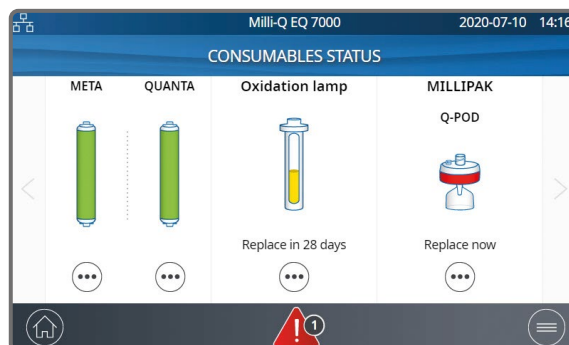 Milli-Q EQ 7000 2020-07-10 14:16
CONSUMABLES STATUS
META QUANTA Oxidation lamp MILLIPAK
Q-POD
Replace in 28 days Replace now
1